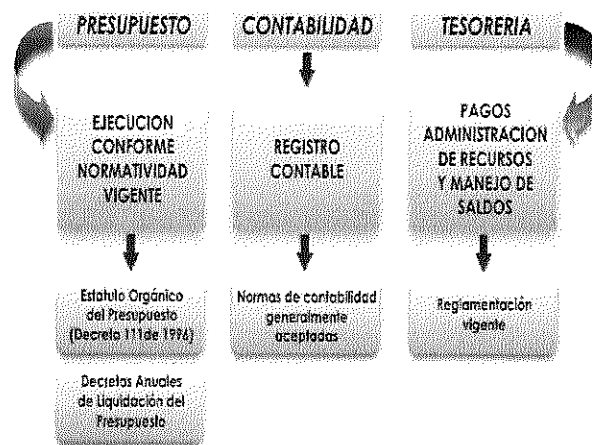 PRESUPUESTO
CONTABILIDAD
TESORERIA
EJECUCION
CONFORME
NORMATIVIDAD
VIGENTE
REGISTRO
CONTABLE
PAGOS
ADMINISTRACION
DE RECURSOS
Y MANEJO DE
SALDOS
Estatuto Orgánico
del Presupuesto
(Decreto 111de 1996)
Normas de contabilidad
generalmente
aceptadas
Reglamentación
vigente
Decretos Anuales
de Liquidación del
Presupuesto